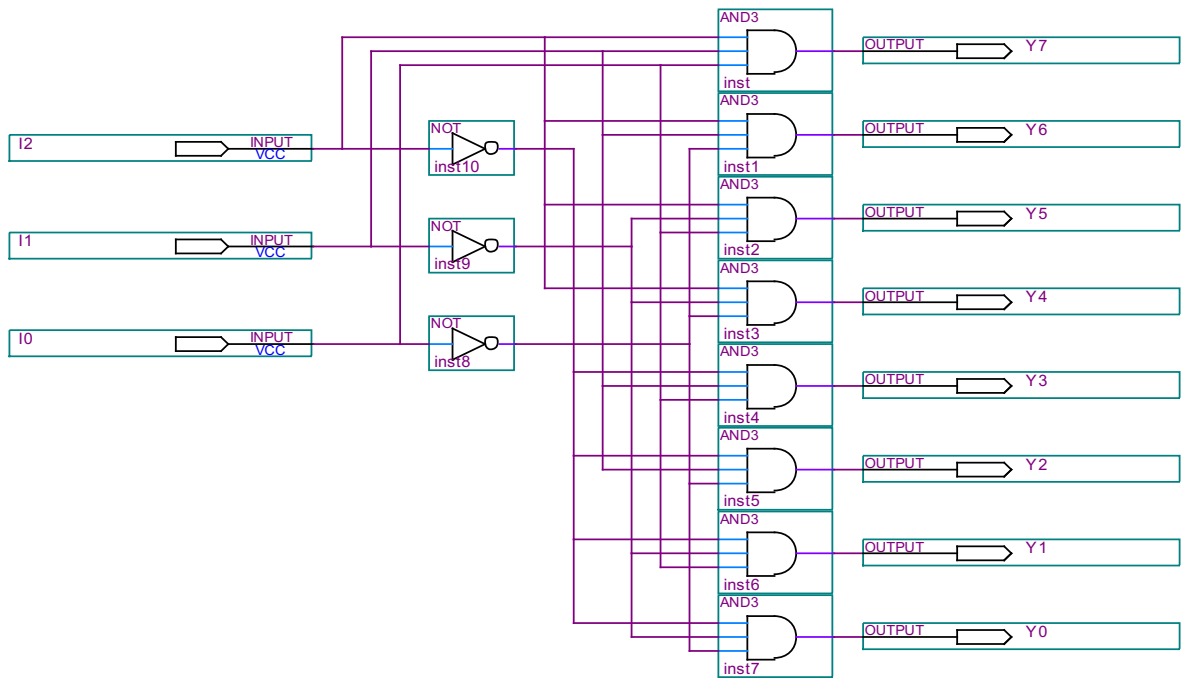 AND3
OUTPUT
Y7
inst
AND3
OUTPUT
Y6
inst1
I2
INPUT
VCC
NOT
inst10
AND3
OUTPUT
Y5
inst2
I1
INPUT
VCC
NOT
inst9
AND3
OUTPUT
Y4
inst3
I0
INPUT
VCC
NOT
inst8
AND3
OUTPUT
Y3
inst4
AND3
OUTPUT
Y2
inst5
AND3
OUTPUT
Y1
inst6
AND3
OUTPUT
Y0
inst7